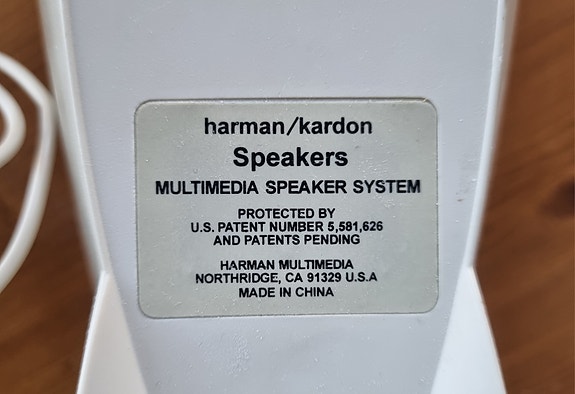 harman/kardon
Speakers
MULTIMEDIA SPEAKER SYSTEM
PROTECTED BY
U.S. PATENT NUMBER 5,581,626
AND PATENTS PENDING
HARMAN MULTIMEDIA
NORTHRIDGE, CA 91329 U.S.A
MADE IN CHINA